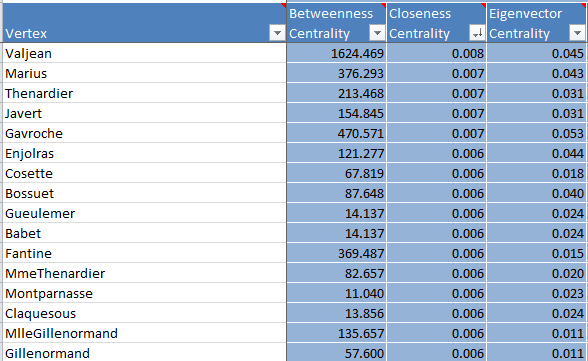 Vertex Betweenness Centrality Closeness Centrality Eigenvector Centrality
Valjean 1624.469 0.008 0.045
Marius 376.293 0.007 0.043
Thenardier 213.468 0.007 0.031
Javert 154.845 0.007 0.031
Gavroche 470.571 0.007 0.053
Enjolras 121.277 0.006 0.044
Cosette 67.819 0.006 0.018
Bossuet 87.648 0.006 0.040
Gueulemer 14.137 0.006 0.024
Babet 14.137 0.006 0.024
Fantine 369.487 0.006 0.015
MmeThenardier 82.657 0.006 0.020
Montparnasse 11.040 0.006 0.023
Claquesous 13.856 0.006 0.024
MlleGillenormand 135.657 0.006 0.011
Gillenormand 57.600 0.006 0.011